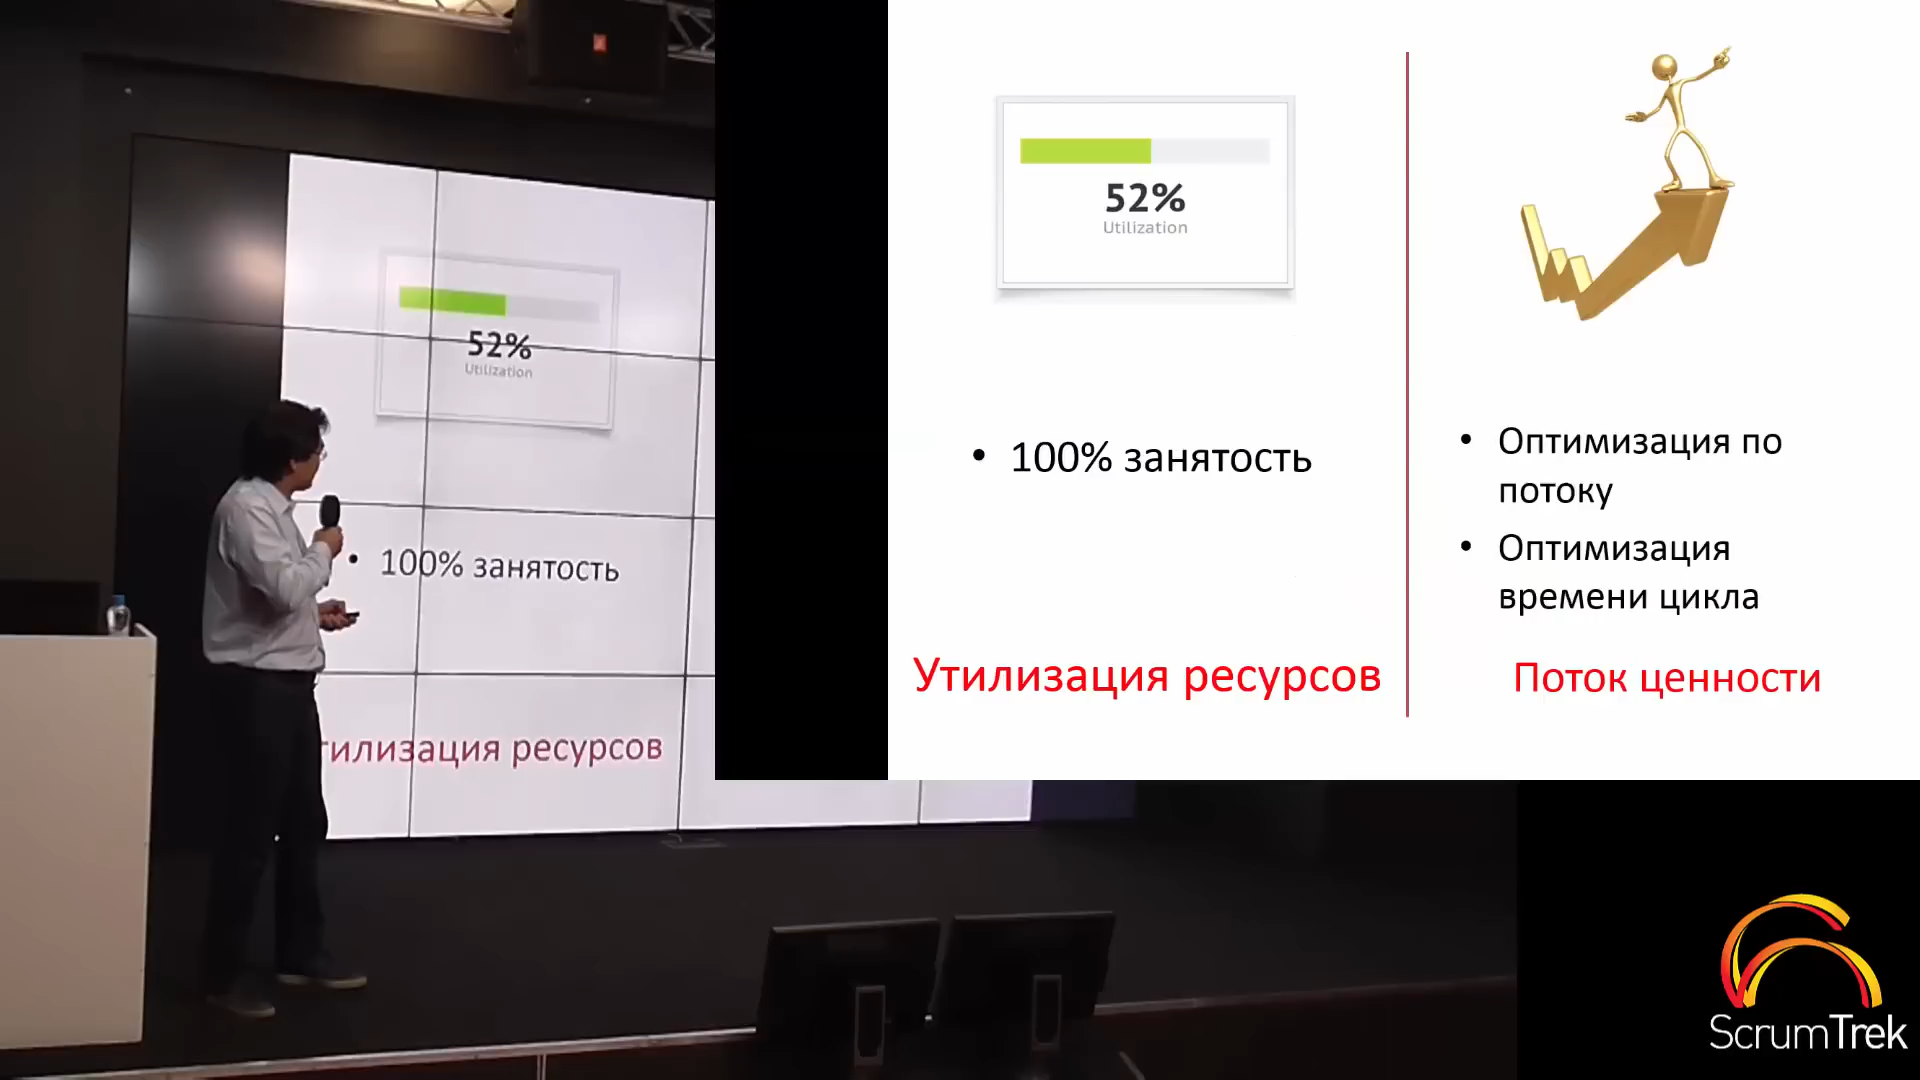 52%
Utilization
• 100% занятость
тилизация ресурсов
52%
Utilization
• 100% занятость
Утилизация ресурсов
• Оптимизация по
потоку
• Оптимизация
времени цикла
Поток ценности
ScrumTrek